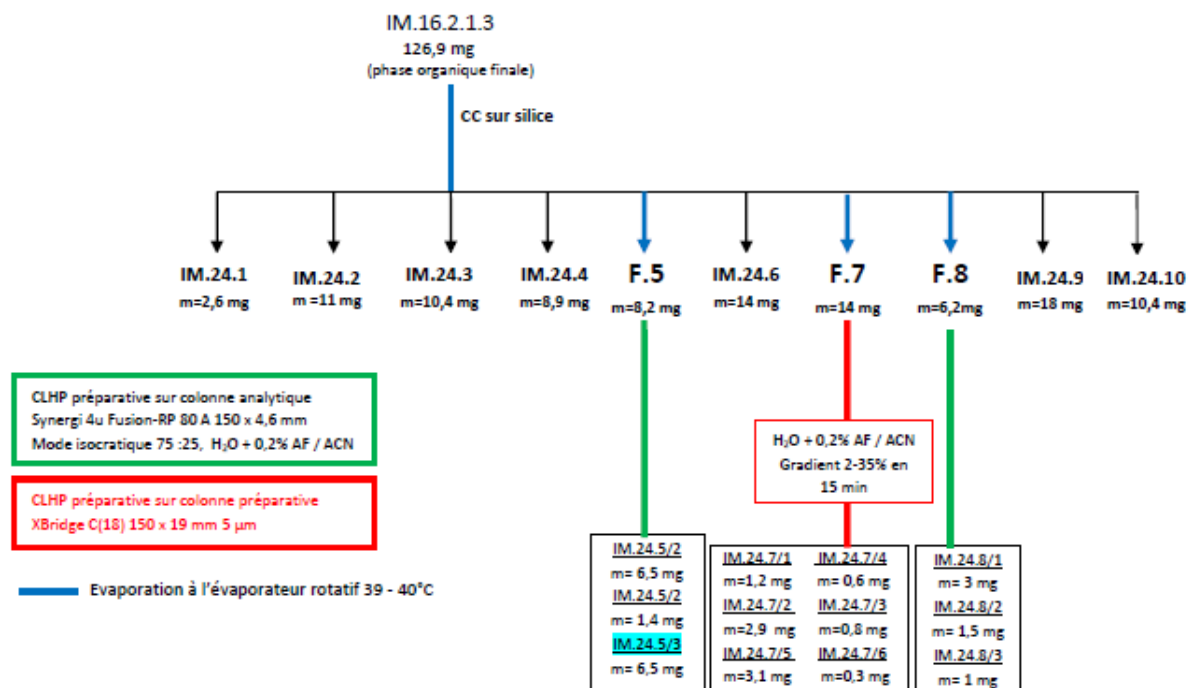 IM.16.2.1.3
126,9 mg
(phase organique finale)
CC sur silice
IM.24.1
m=2,6 mg
IM.24.2
m =11 mg
IM.24.3
m=10,4 mg
IM.24.4
m=8,9 mg
F.5
m=8,2 mg
IM.24.6
m=14 mg
F.7
m=14 mg
F.8
m=6,2mg
IM.24.9
m=18 mg
IM.24.10
m=10,4 mg
CLHP préparative sur colonne analytique
Synergi 4u Fusion-RP 80 A 150 x 4,6 mm
Mode isocratique 75 :25, H₂O + 0,2% AF / ACN
CLHP préparative sur colonne préparative
XBridge C(18) 150 x 19 mm 5 µm
Evaporation à l'évaporateur rotatif 39 - 40°C
H₂O + 0,2% AF / ACN
Gradient 2-35% en
15 min
IM.24.5/2
m= 6,5 mg
IM.24.5/2
m= 1,4 mg
IM.24.5/3
m= 6,5 mg
IM.24.7/1 IM.24.7/4
m=1,2 mg m= 0,6 mg
IM.24.7/2 IM.24.7/3
m=2,9 mg m=0,8 mg
IM.24.7/5 IM.24.7/6
m=3,1 mg m=0,3 mg
IM.24.8/1
m= 3 mg
IM.24.8/2
m= 1,5 mg
IM.24.8/3
m= 1 mg